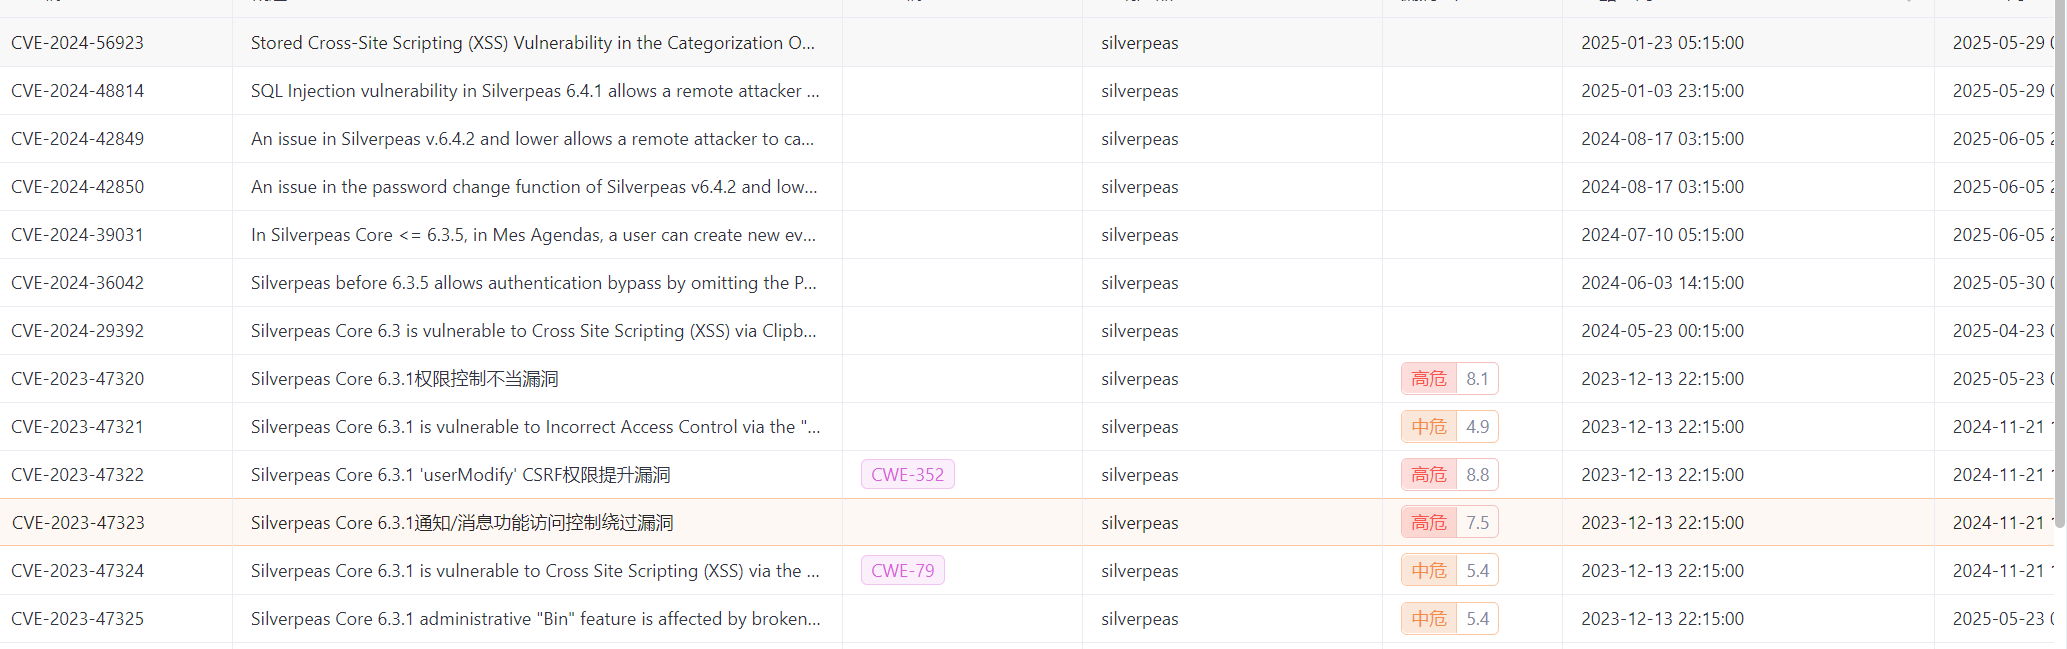 CVE-2024-56923 Stored Cross-Site Scripting (XSS) Vulnerability in the Categorization O... silverpeas 2025-01-23 05:15:00 2025-05-29
CVE-2024-48814 SQL Injection vulnerability in Silverpeas 6.4.1 allows a remote attacker ... silverpeas 2025-01-03 23:15:00 2025-05-29
CVE-2024-42849 An issue in Silverpeas v.6.4.2 and lower allows a remote attacker to ca... silverpeas 2024-08-17 03:15:00 2025-06-05
CVE-2024-42850 An issue in the password change function of Silverpeas v6.4.2 and low... silverpeas 2024-08-17 03:15:00 2025-06-05
CVE-2024-39031 In Silverpeas Core <= 6.3.5, in Mes Agendas, a user can create new ev... silverpeas 2024-07-10 05:15:00 2025-06-05
CVE-2024-36042 Silverpeas before 6.3.5 allows authentication bypass by omitting the P... silverpeas 2024-06-03 14:15:00 2025-05-30
CVE-2024-29392 Silverpeas Core 6.3 is vulnerable to Cross Site Scripting (XSS) via Clipb... silverpeas 2024-05-23 00:15:00 2025-04-23
CVE-2023-47320 Silverpeas Core 6.3.1权限控制不当漏洞 silverpeas 高危 8.1 2023-12-13 22:15:00 2025-05-23
CVE-2023-47321 Silverpeas Core 6.3.1 is vulnerable to Incorrect Access Control via the "... silverpeas 中危 4.9 2023-12-13 22:15:00 2024-11-21
CVE-2023-47322 Silverpeas Core 6.3.1 'userModify' CSRF权限提升漏洞 CWE-352 silverpeas 高危 8.8 2023-12-13 22:15:00 2024-11-21
CVE-2023-47323 Silverpeas Core 6.3.1通知/消息功能访问控制绕过漏洞 silverpeas 高危 7.5 2023-12-13 22:15:00 2024-11-21
CVE-2023-47324 Silverpeas Core 6.3.1 is vulnerable to Cross Site Scripting (XSS) via the ... CWE-79 silverpeas 中危 5.4 2023-12-13 22:15:00 2024-11-21
CVE-2023-47325 Silverpeas Core 6.3.1 administrative "Bin" feature is affected by broken... silverpeas 中危 5.4 2023-12-13 22:15:00 2025-05-23